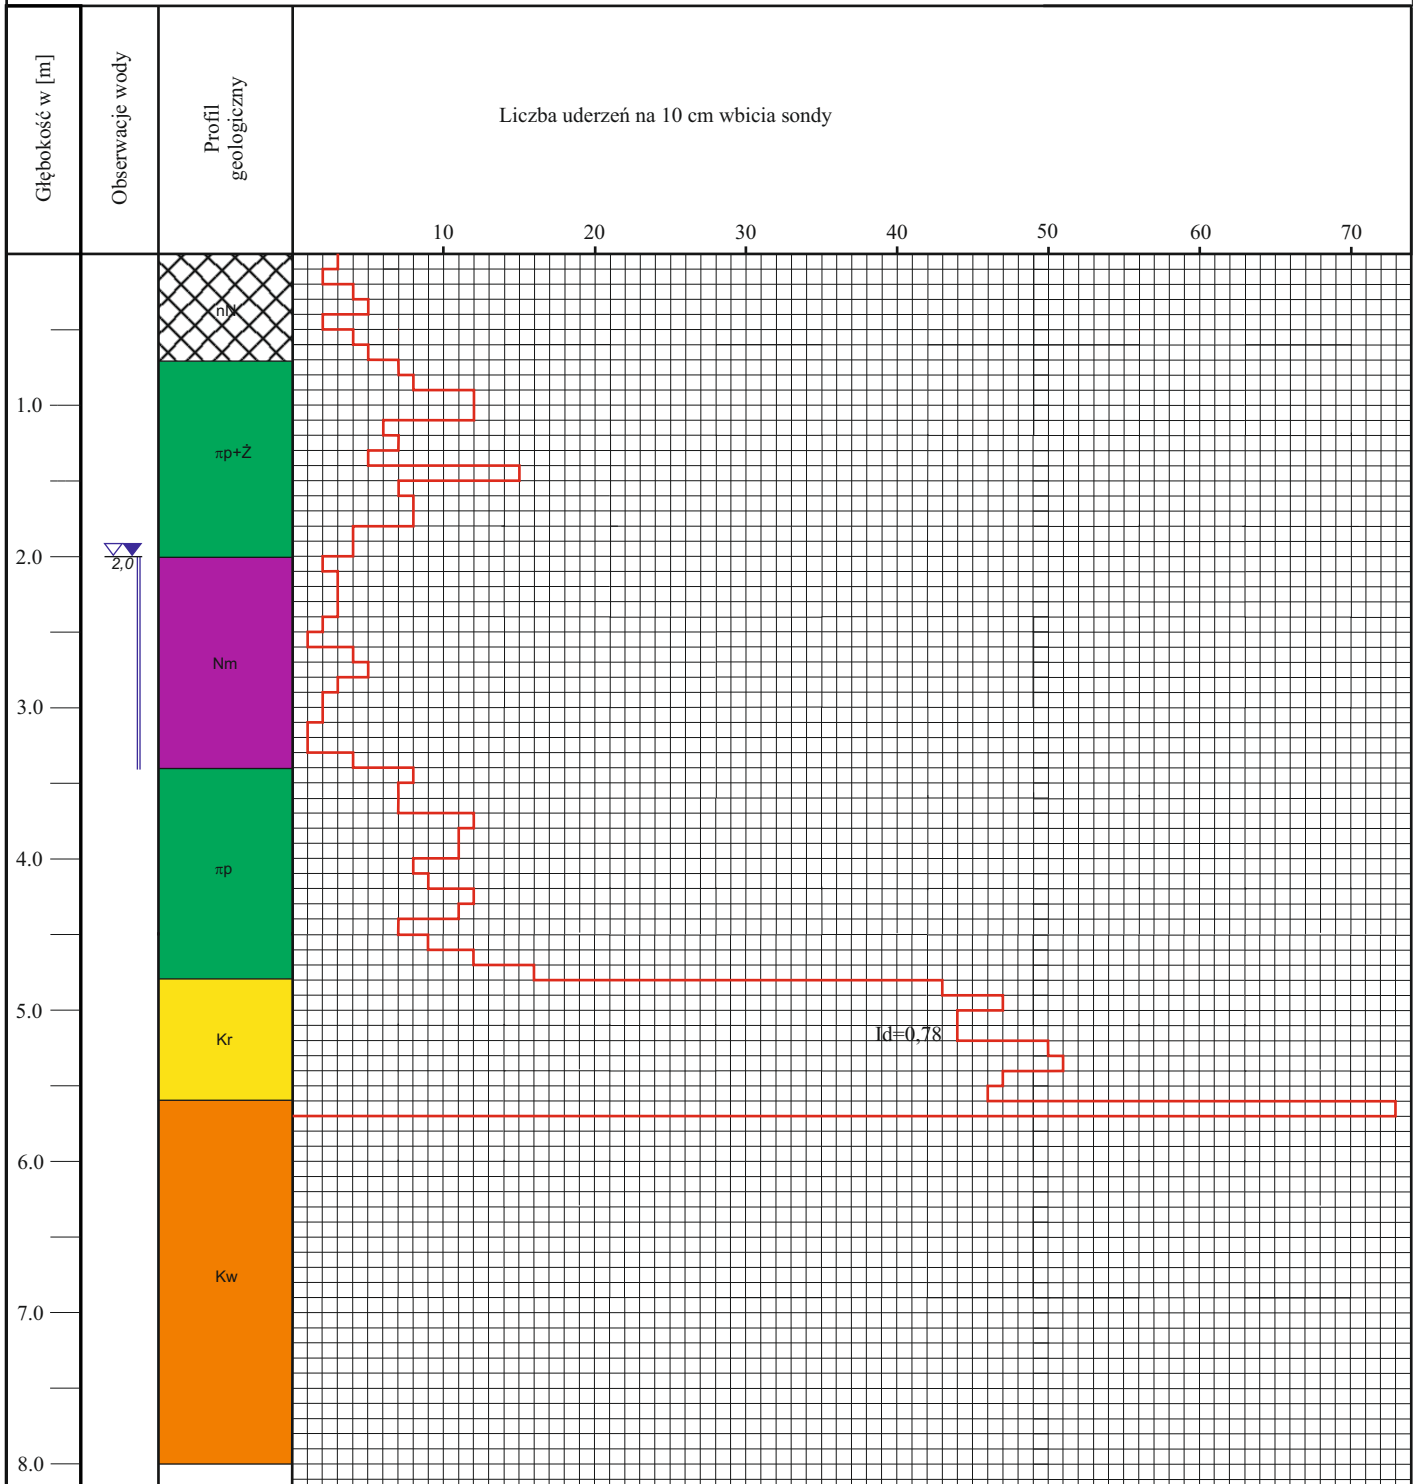 Głębokość w [m]
Obserwacje wody
Profil
geologiczny
Liczba uderzeń na 10 cm wbicia sondy
10 20 30 40 50 60 70
nN
1.0
πp+Ż
2.0
2,0
Nm
3.0
4.0
πp
5.0
Id=0,78
Kr
6.0
Kw
7.0
8.0